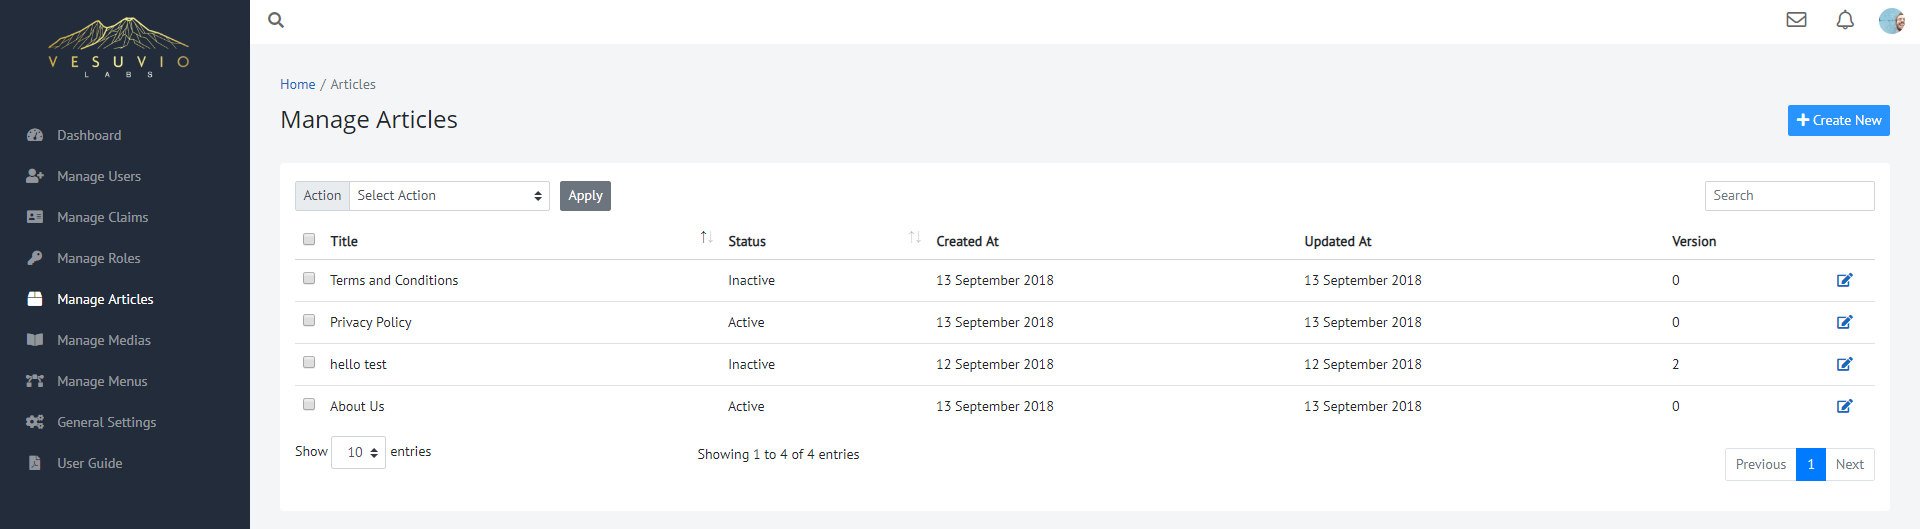 VESUVIO
LABS
Dashboard
Manage Users
Manage Claims
Manage Roles
Manage Articles
Manage Medias
Manage Menus
General Settings
User Guide
Home / Articles
Manage Articles
Create New
Action Select Action Apply Search
Title Status Created At Updated At Version
Terms and Conditions Inactive 13 September 2018 13 September 2018 0
Privacy Policy Active 13 September 2018 13 September 2018 0
hello test Inactive 12 September 2018 12 September 2018 2
About Us Active 13 September 2018 13 September 2018 0
Show 10 entries Showing 1 to 4 of 4 entries
Previous 1 Next